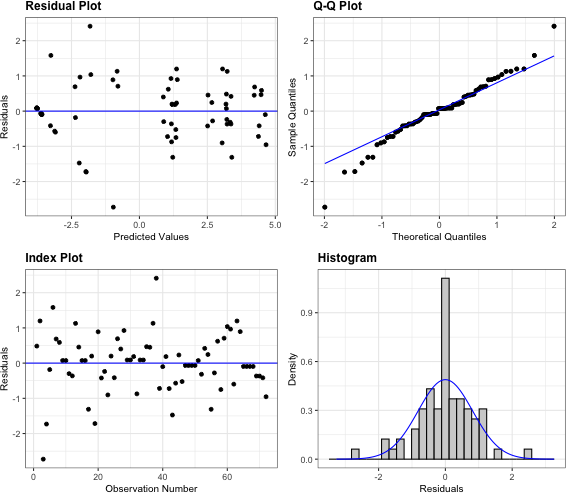 Residual Plot
2
1
0
-1
-2
Residuals
-2.5
0.0
2.5
5.0
Predicted Values
Q-Q Plot
2
1
0
-1
-2
Sample Quantiles
-2
-1
0
1
2
Theoretical Quantiles
Index Plot
2
1
0
-1
-2
Residuals
0
20
40
60
Observation Number
Histogram
0.9
0.6
0.3
0.0
Density
-2
0
2
Residuals